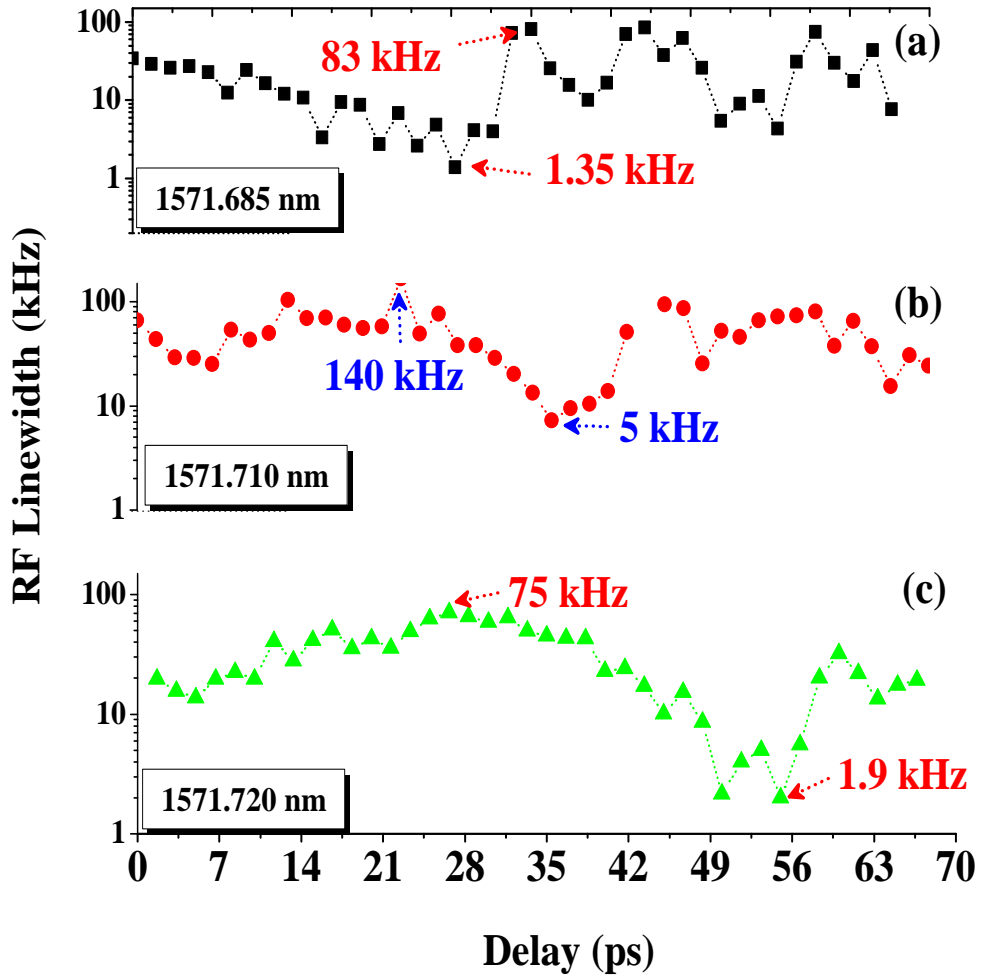 RF Linewidth (kHz)
100
10
1
(a)
83 kHz
1.35 kHz
1571.685 nm
100
10
1
(b)
140 kHz
5 kHz
1571.710 nm
100
10
1
(c)
75 kHz
1.9 kHz
1571.720 nm
0 7 14 21 28 35 42 49 56 63 70
Delay (ps)